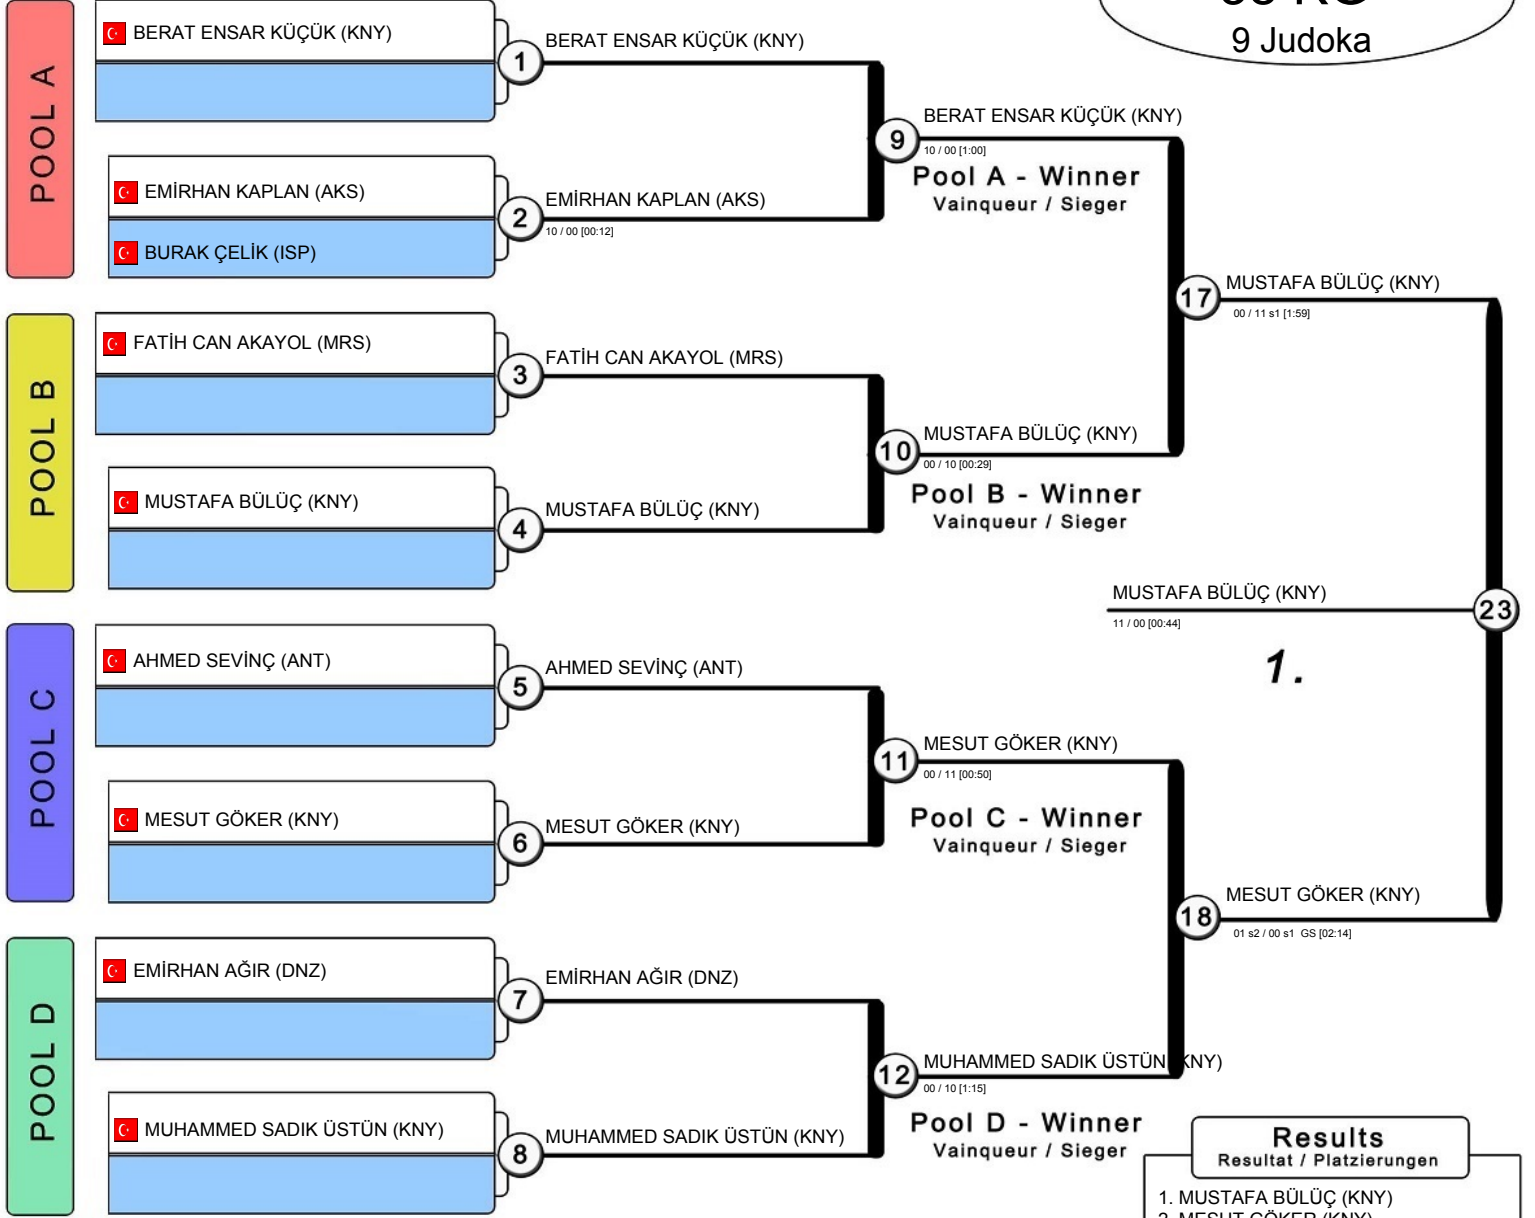 9 Judoka
POOL A
BERAT ENSAR KÜÇÜK (KNY)
1
BERAT ENSAR KÜÇÜK (KNY)
EMİRHAN KAPLAN (AKS)
BURAK ÇELİK (ISP)
2
EMİRHAN KAPLAN (AKS)
10 / 00 [00:12]
9
BERAT ENSAR KÜÇÜK (KNY)
10 / 00 [1:00]
Pool A - Winner
Vainqueur / Sieger
POOL B
FATİH CAN AKAYOL (MRS)
3
FATİH CAN AKAYOL (MRS)
MUSTAFA BÜLÜÇ (KNY)
4
MUSTAFA BÜLÜÇ (KNY)
10
MUSTAFA BÜLÜÇ (KNY)
00 / 10 [00:29]
Pool B - Winner
Vainqueur / Sieger
17
MUSTAFA BÜLÜÇ (KNY)
00 / 11 s1 [1:59]
MUSTAFA BÜLÜÇ (KNY)
11 / 00 [00:44]
23
1.
POOL C
AHMED SEVİNÇ (ANT)
5
AHMED SEVİNÇ (ANT)
MESUT GÖKER (KNY)
6
MESUT GÖKER (KNY)
11
MESUT GÖKER (KNY)
00 / 11 [00:50]
Pool C - Winner
Vainqueur / Sieger
18
MESUT GÖKER (KNY)
01 s2 / 00 s1 GS [02:14]
POOL D
EMİRHAN AĞIR (DNZ)
7
EMİRHAN AĞIR (DNZ)
MUHAMMED SADIK ÜSTÜN (KNY)
8
MUHAMMED SADIK ÜSTÜN (KNY)
12
MUHAMMED SADIK ÜSTÜN (KNY)
00 / 10 [1:15]
Pool D - Winner
Vainqueur / Sieger
Results
Resultat / Platzierungen
1. MUSTAFA BÜLÜÇ (KNY)
2. MESUT GÖKER (KNY)